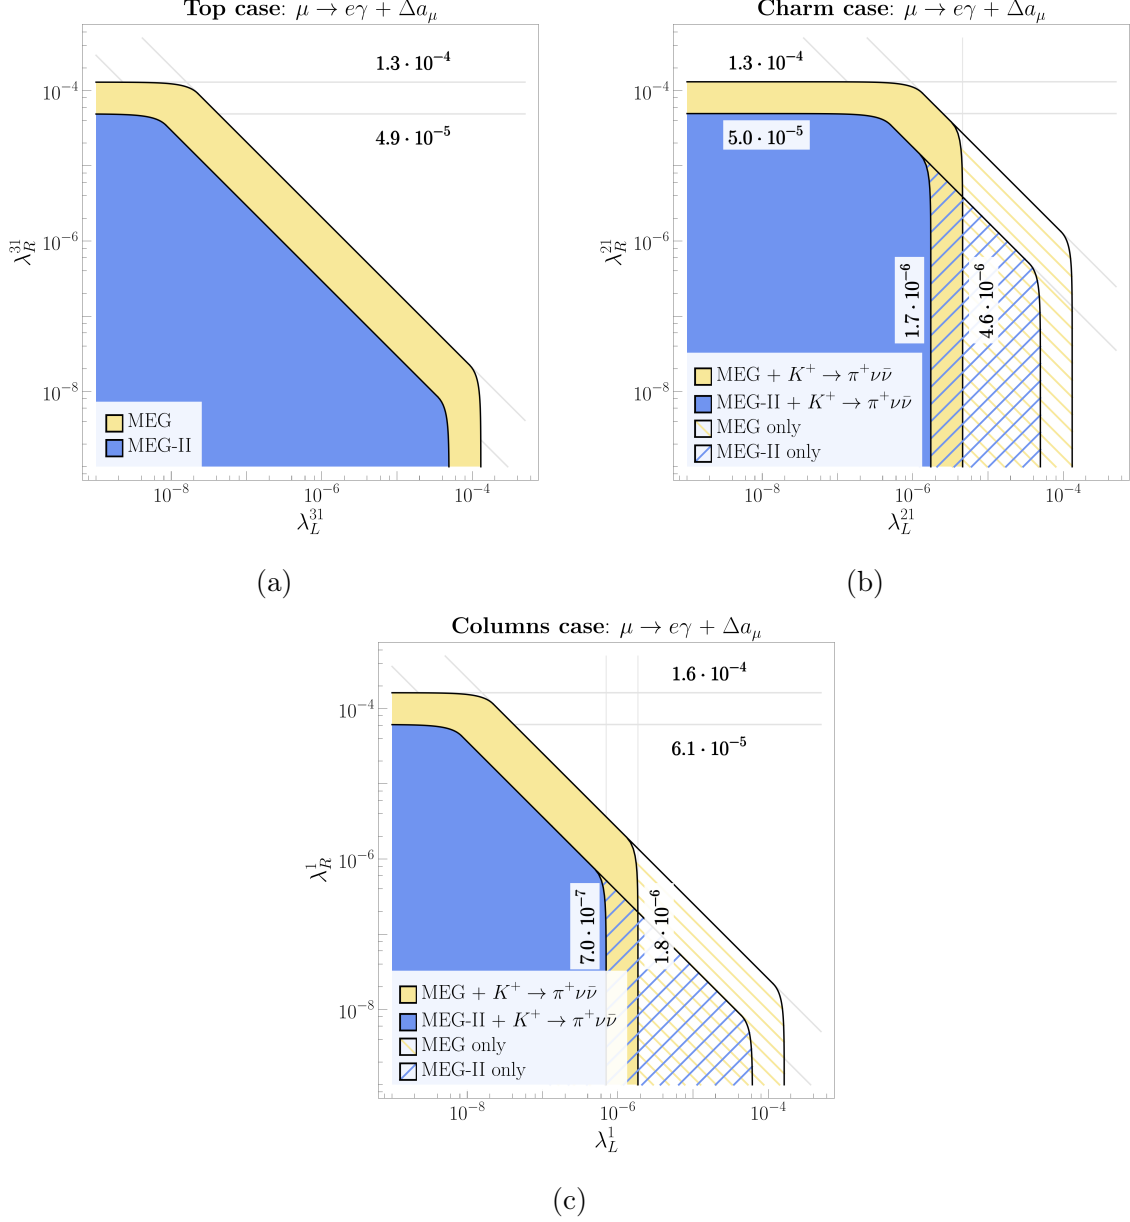 Top case: μ → eγ + Δaμ
1.3 · 10⁻⁴
4.9 · 10⁻⁵
10⁻⁴
10⁻⁶
10⁻⁸
λ_R^31
MEG
MEG-II
10⁻⁸
10⁻⁶
10⁻⁴
λ_L^31
(a)
Charm case: μ → eγ + Δaμ
1.3 · 10⁻⁴
5.0 · 10⁻⁵
10⁻⁴
10⁻⁶
10⁻⁸
λ_R^21
1.7 · 10⁻⁶
4.6 · 10⁻⁶
MEG + K⁺ → π⁺νν̄
MEG-II + K⁺ → π⁺νν̄
MEG only
MEG-II only
10⁻⁸
10⁻⁶
10⁻⁴
λ_L^21
(b)
Columns case: μ → eγ + Δaμ
1.6 · 10⁻⁴
6.1 · 10⁻⁵
10⁻⁴
10⁻⁶
10⁻⁸
λ_R^1
7.0 · 10⁻⁷
1.8 · 10⁻⁶
MEG + K⁺ → π⁺νν̄
MEG-II + K⁺ → π⁺νν̄
MEG only
MEG-II only
10⁻⁸
10⁻⁶
10⁻⁴
λ_L^1
(c)